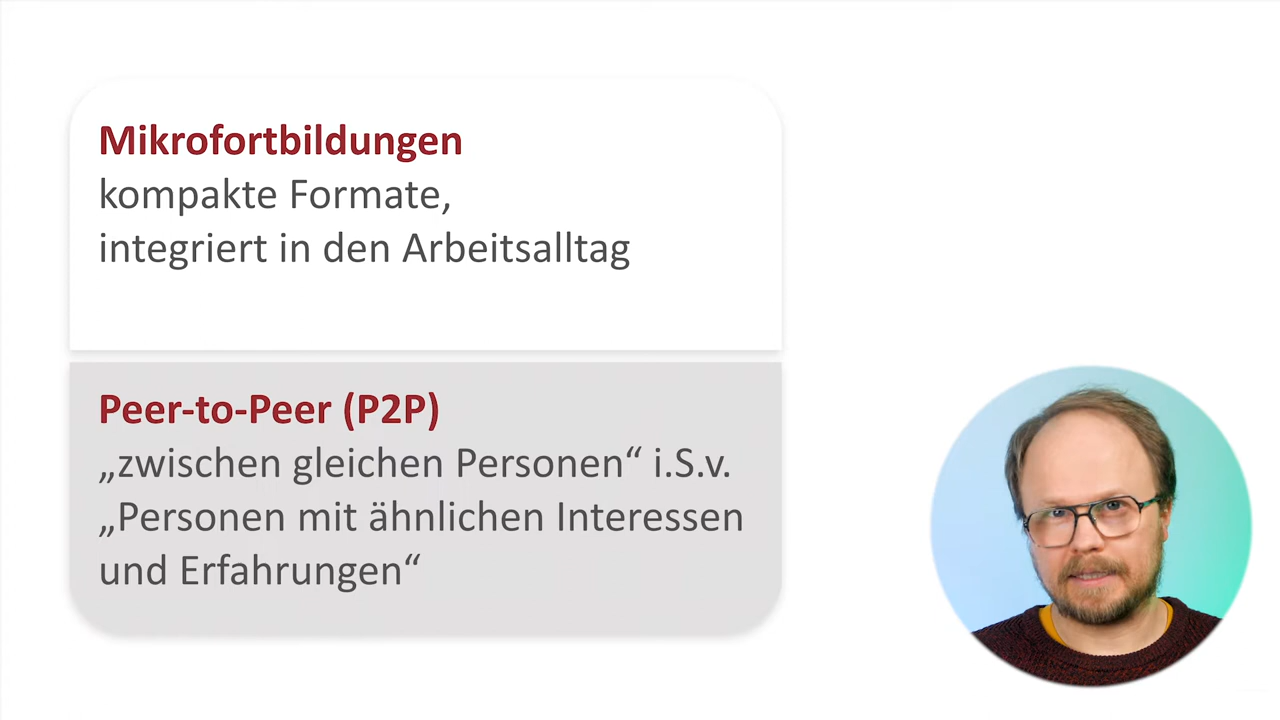 Mikrofortbildungen
kompakte Formate,
integriert in den Arbeitsalltag
Peer-to-Peer (P2P)
„zwischen gleichen Personen“ i.S.v.
„Personen mit ähnlichen Interessen
und Erfahrungen“